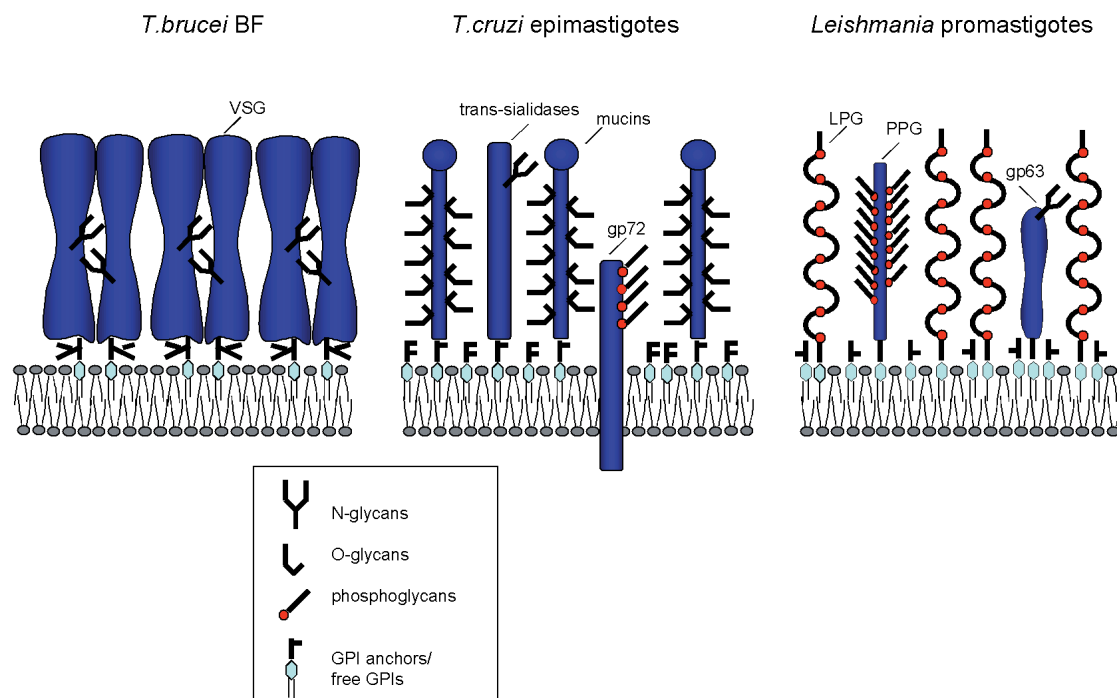 T.brucei BF
T.cruzi epimastigotes
Leishmania promastigotes
VSG
trans-sialidases
mucins
gp72
LPG
PPG
gp63
N-glycans
O-glycans
phosphoglycans
GPI anchors/
free GPIs